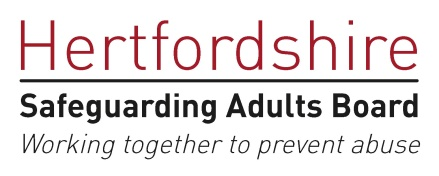 Hertfordshire
Safeguarding Adults Board
Working together to prevent abuse